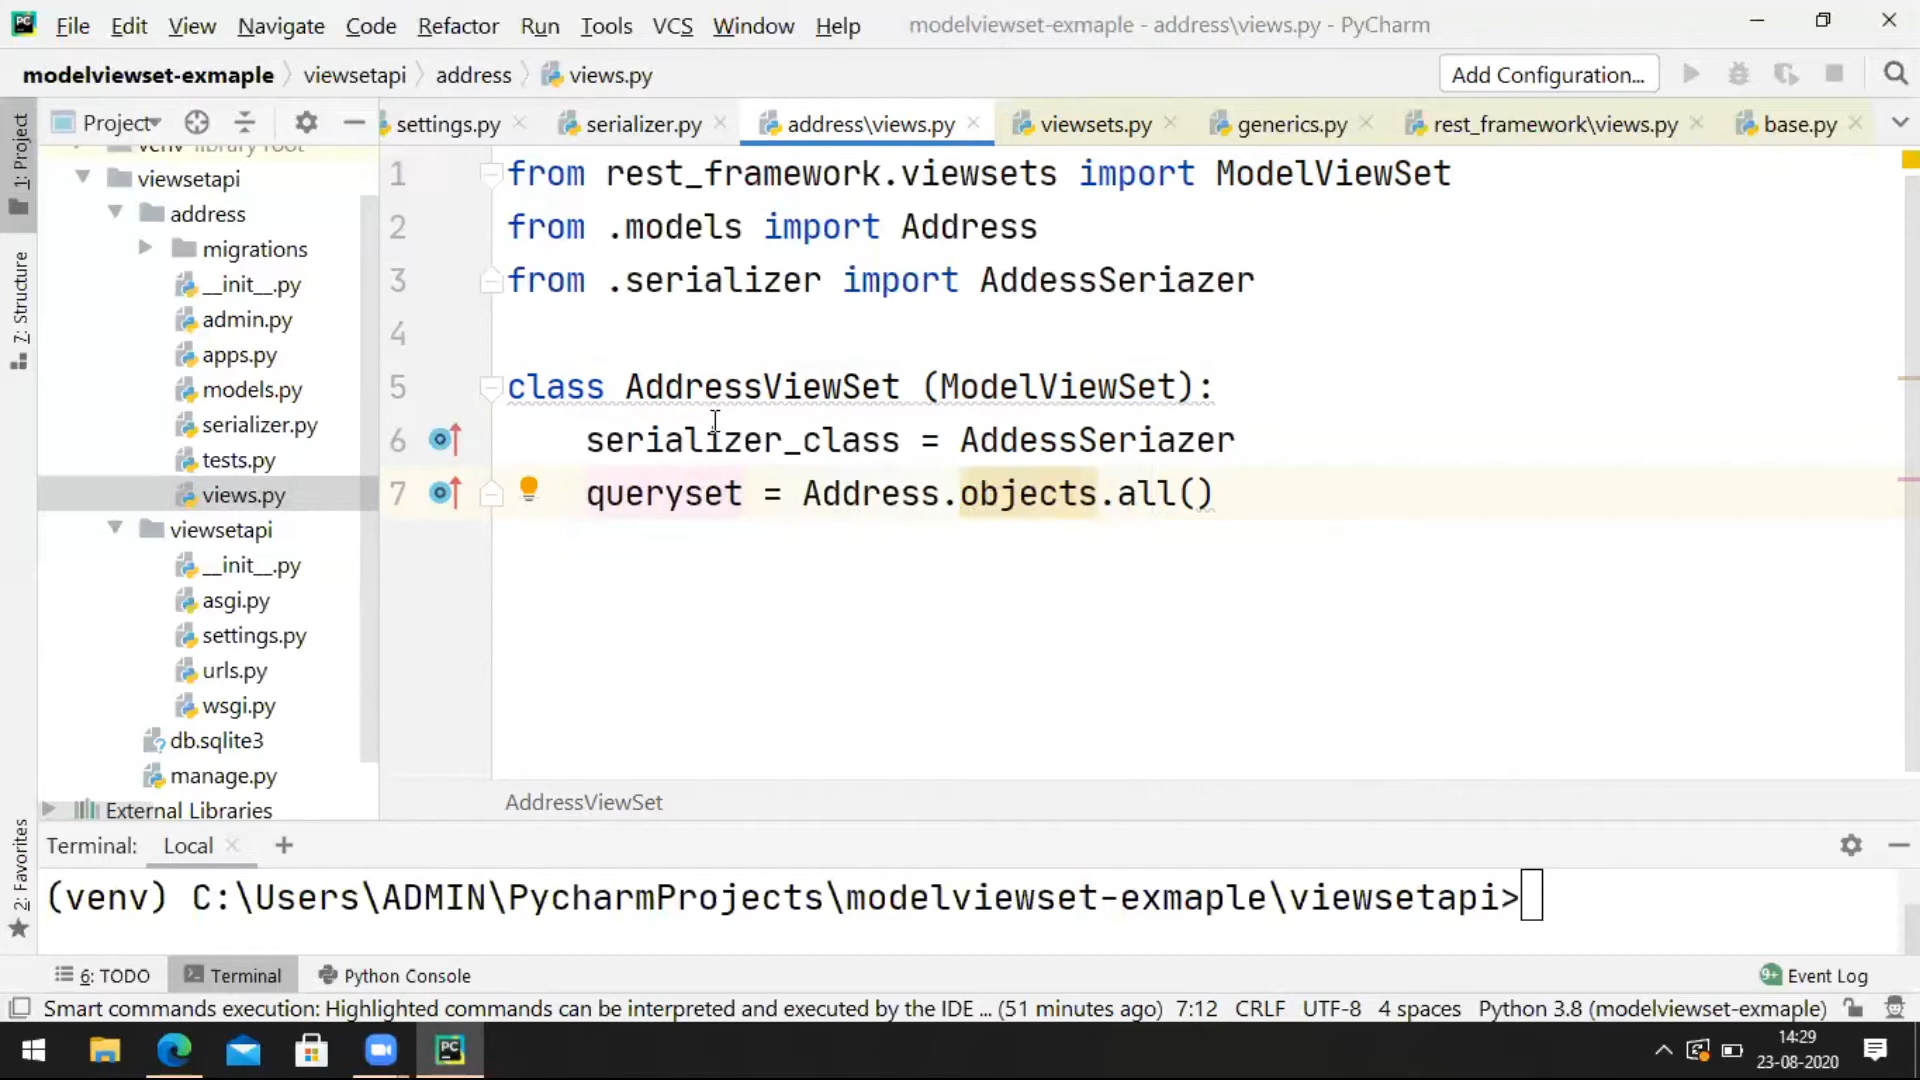 File Edit View Navigate Code Refactor Run Tools VCS Window Help modelviewset-exmaple - address\views.py - PyCharm
modelviewset-exmaple viewsetapi address views.py Add Configuration...
Project settings.py serializer.py address\views.py viewsets.py generics.py rest_framework\views.py base.py
1: Project
7: Structure
2: Favorites
venv library root
viewsetapi
address
migrations
__init__.py
admin.py
apps.py
models.py
serializer.py
tests.py
views.py
viewsetapi
__init__.py
asgi.py
settings.py
urls.py
wsgi.py
db.sqlite3
manage.py
External Libraries
1 from rest_framework.viewsets import ModelViewSet
2 from .models import Address
3 from .serializer import AddessSeriazer
4
5 class AddressViewSet (ModelViewSet):
6 serializer_class = AddessSeriazer
7 queryset = Address.objects.all()
AddressViewSet
Terminal: Local +
(venv) C:\Users\ADMIN\PycharmProjects\modelviewset-exmaple\viewsetapi>
6: TODO Terminal Python Console 9+ Event Log
Smart commands execution: Highlighted commands can be interpreted and executed by the IDE ... (51 minutes ago) 7:12 CRLF UTF-8 4 spaces Python 3.8 (modelviewset-exmaple)
PC
14:29
23-08-2020